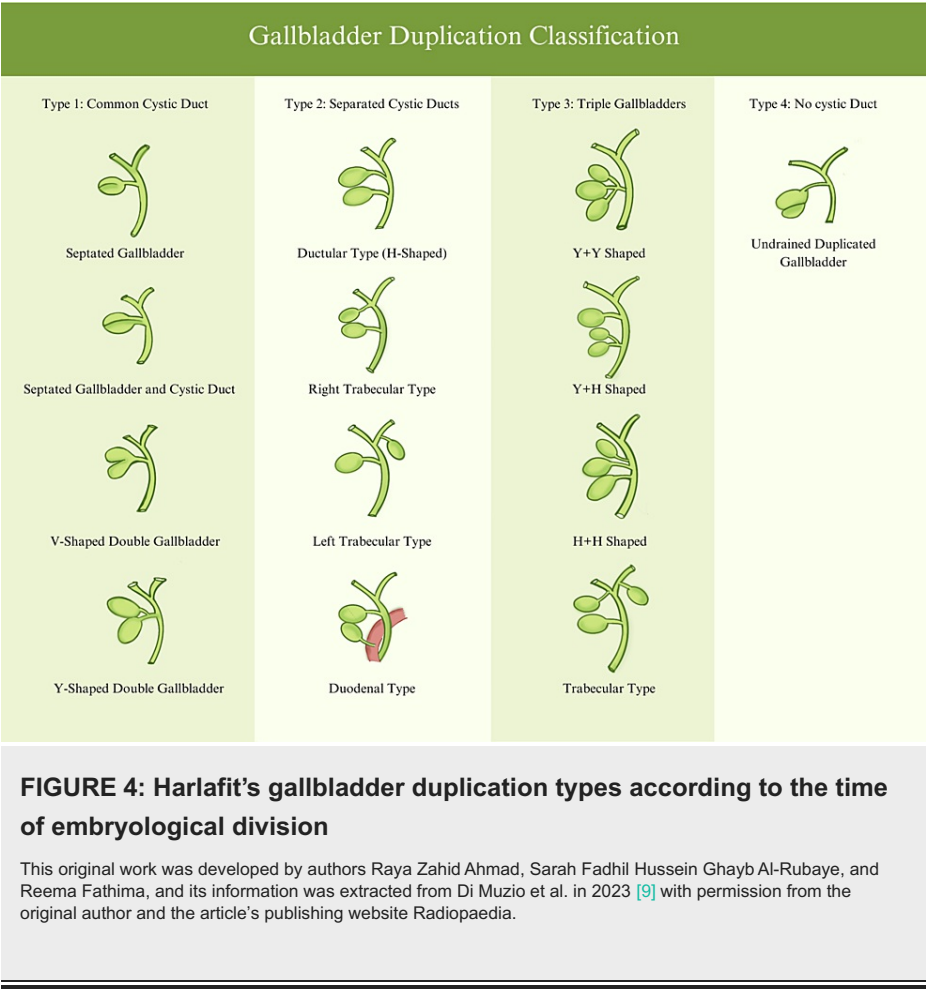 Gallbladder Duplication Classification
Type 1: Common Cystic Duct
Septated Gallbladder
Septated Gallbladder and Cystic Duct
V-Shaped Double Gallbladder
Y-Shaped Double Gallbladder
Type 2: Separated Cystic Ducts
Ductular Type (H-Shaped)
Right Trabecular Type
Left Trabecular Type
Duodenal Type
Type 3: Triple Gallbladders
Y+Y Shaped
Y+H Shaped
H+H Shaped
Trabecular Type
Type 4: No cystic Duct
Undrained Duplicated
Gallbladder
FIGURE 4: Harlafit’s gallbladder duplication types according to the time
of embryological division
This original work was developed by authors Raya Zahid Ahmad, Sarah Fadhil Hussein Ghayb Al-Rubaye, and
Reema Fathima, and its information was extracted from Di Muzio et al. in 2023 [9] with permission from the
original author and the article’s publishing website Radiopaedia.